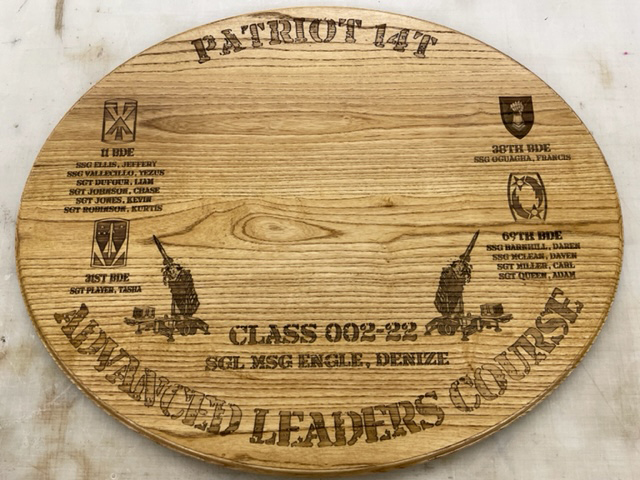 PATRIOT 14T
11 BDE
SSG ELLIS, JEFFERY
SSG VALLECILLO, YEZUS
SGT DUFOUR, LIAM
SGT JOHNSON, CHASE
SGT JONES, KEVIN
SGT ROBINSON, KURTIS
31ST BDE
SGT PLAYER, TASHA
38TH BDE
SSG OGUAGHA, FRANCIS
69TH BDE
SSG BARNHILL, DAREN
SSG MCLEAN, DAVEN
SGT MILLER, CARL
SGT QUEEN, ADAM
CLASS 002-22
SGL MSG ENGLE, DENIZE
ADVANCED LEADERS COURSE